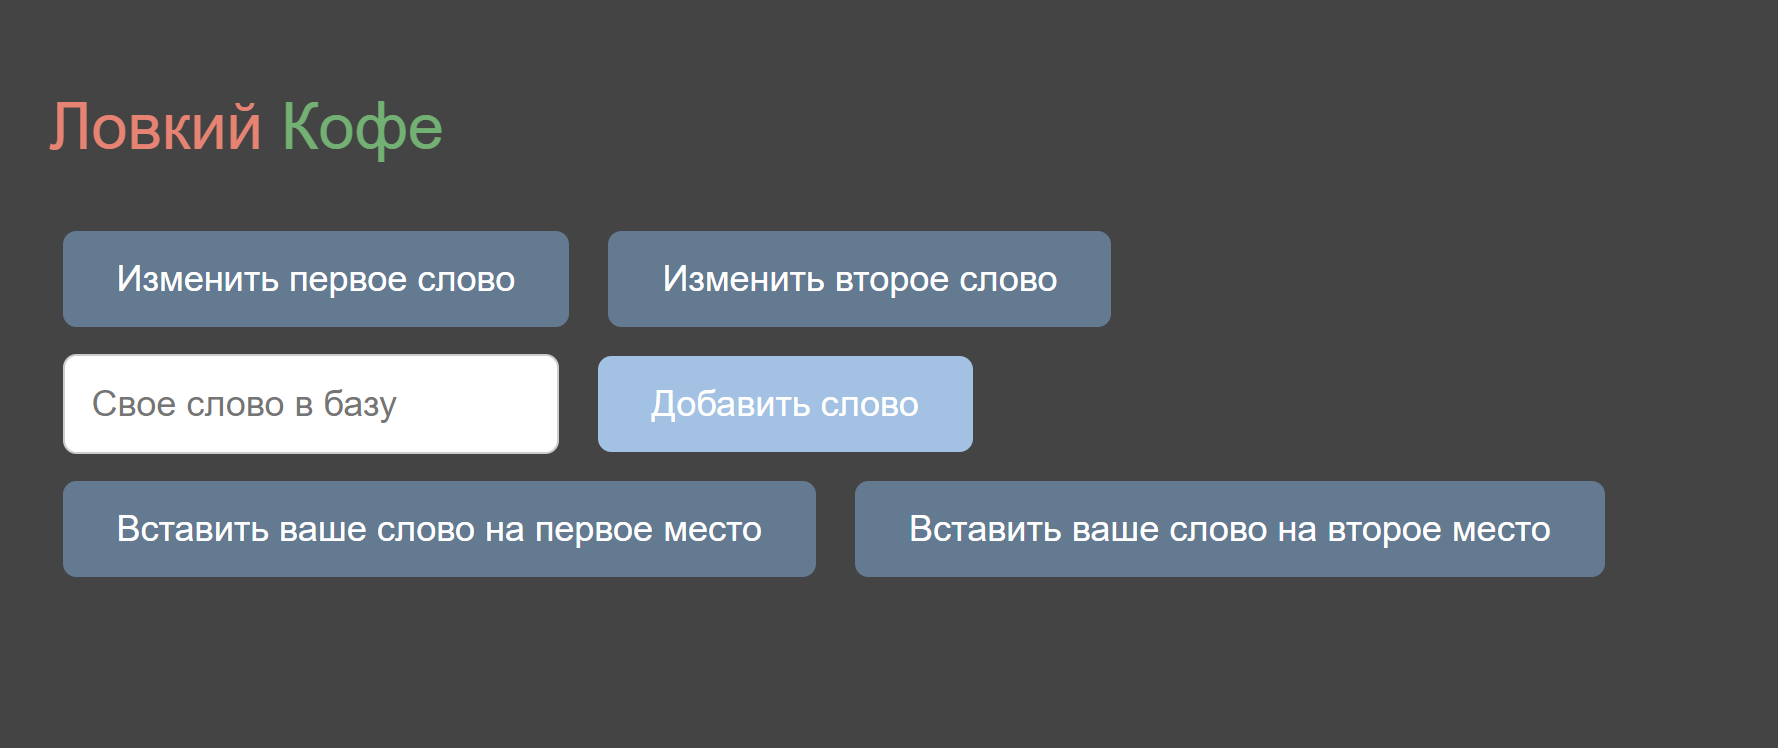 Ловкий Кофе
Изменить первое слово Изменить второе слово
Свое слово в базу Добавить слово
Вставить ваше слово на первое место Вставить ваше слово на второе место